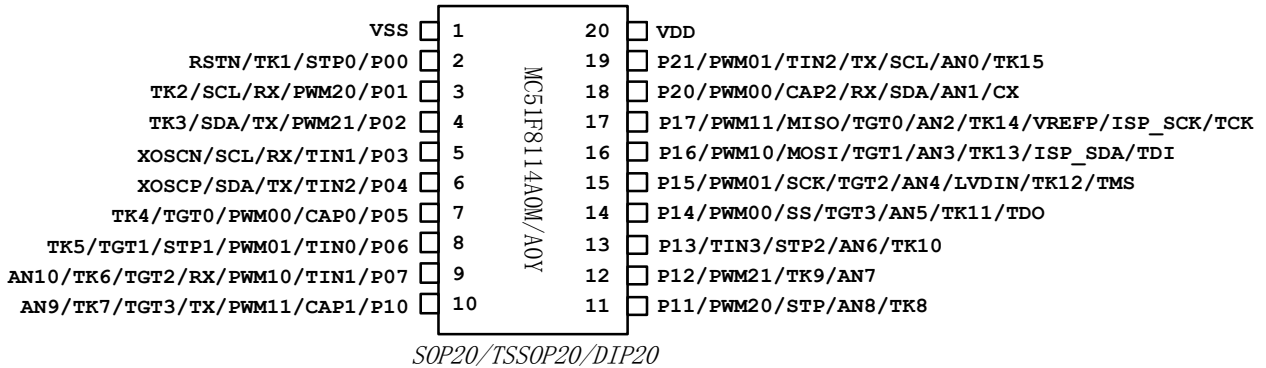 VSS 1 20 VDD
RSTN/TK1/STP0/P00 2 19 P21/PWM01/TIN2/TX/SCL/AN0/TK15
TK2/SCL/RX/PWM20/P01 3 18 P20/PWM00/CAP2/RX/SDA/AN1/CX
TK3/SDA/TX/PWM21/P02 4 17 P17/PWM11/MISO/TGT0/AN2/TK14/VREFP/ISP_SCK/TCK
XOSCN/SCL/RX/TIN1/P03 5 16 P16/PWM10/MOSI/TGT1/AN3/TK13/ISP_SDA/TDI
XOSCP/SDA/TX/TIN2/P04 6 15 P15/PWM01/SCK/TGT2/AN4/LVDIN/TK12/TMS
TK4/TGT0/PWM00/CAP0/P05 7 14 P14/PWM00/SS/TGT3/AN5/TK11/TDO
TK5/TGT1/STP1/PWM01/TIN0/P06 8 13 P13/TIN3/STP2/AN6/TK10
AN10/TK6/TGT2/RX/PWM10/TIN1/P07 9 12 P12/PWM21/TK9/AN7
AN9/TK7/TGT3/TX/PWM11/CAP1/P10 10 11 P11/PWM20/STP/AN8/TK8
MC51F8114A0M/A0Y
SOP20/TSSOP20/DIP20